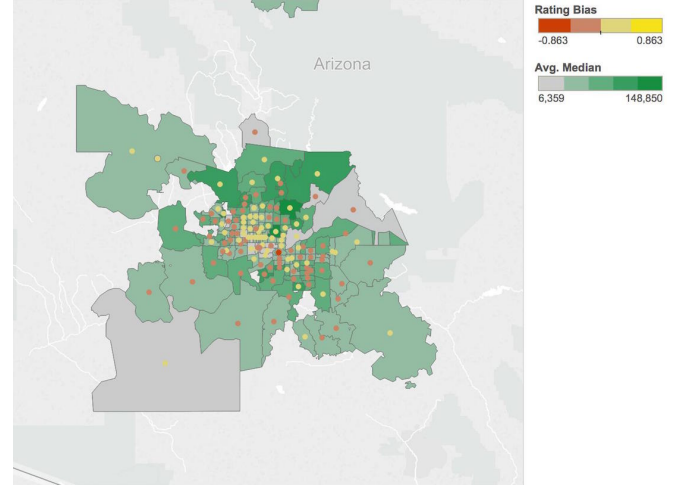 Arizona
Rating Bias
-0.863 0.863
Avg. Median
6,359 148,850